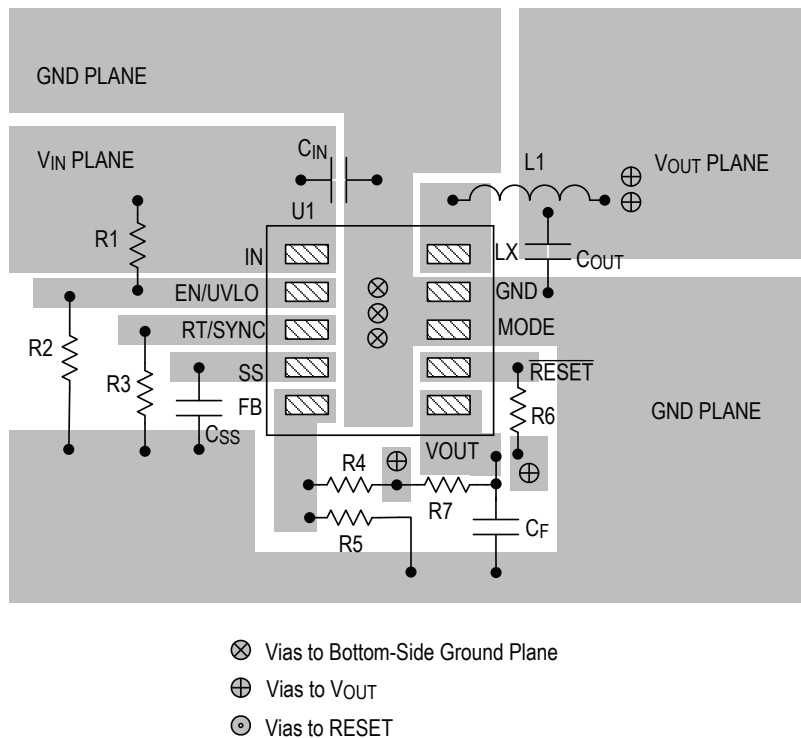 GND PLANE
VIN PLANE
CIN
L1
VOUT PLANE
U1
R1
IN
LX
COUT
EN/UVLO
GND
RT/SYNC
MODE
R2
R3
SS
RESET
CSS
FB
R6
GND PLANE
VOUT
R4
R7
R5
CF
Vias to Bottom-Side Ground Plane
Vias to VOUT
Vias to RESET